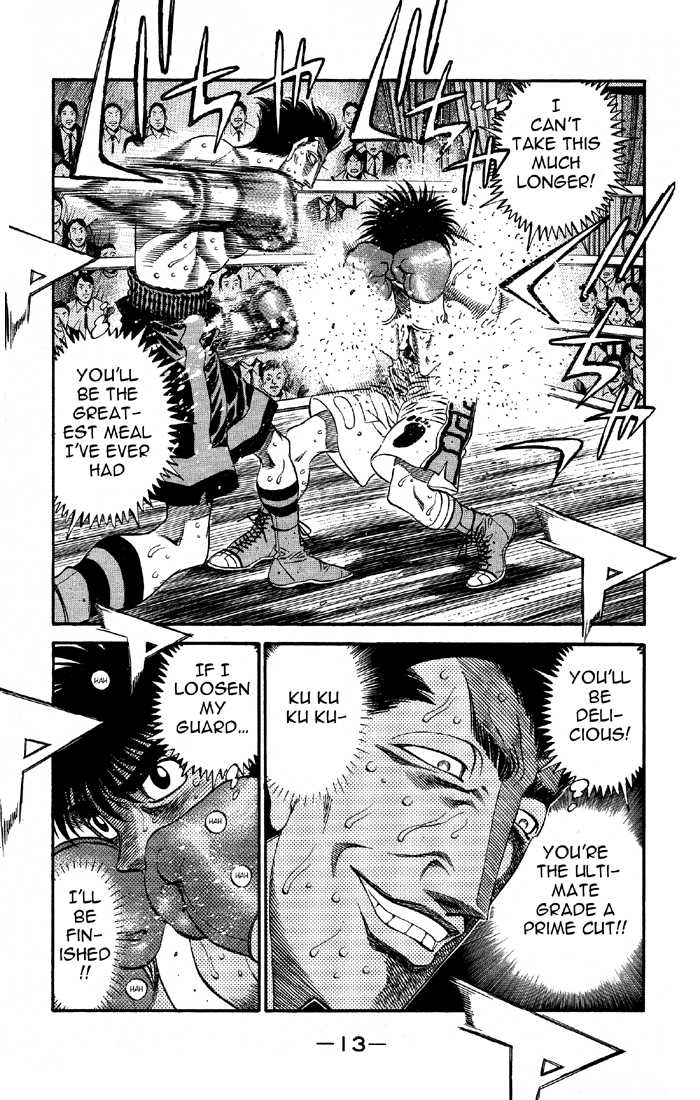 I
CAN'T
TAKE THIS
MUCH
LONGER!
YOU'LL
BE THE
GREAT-
EST MEAL
I'VE EVER
HAD
YOU'LL
BE
DELI-
CIOUS!
YOU'RE
THE ULTI-
MATE
GRADE A
PRIME CUT!!
KU KU
KU KU-
IF I
LOOSEN
MY
GUARD...
HAH
HAH
HAH
HAH
I'LL
BE
FIN-
ISHED
!!
—13—